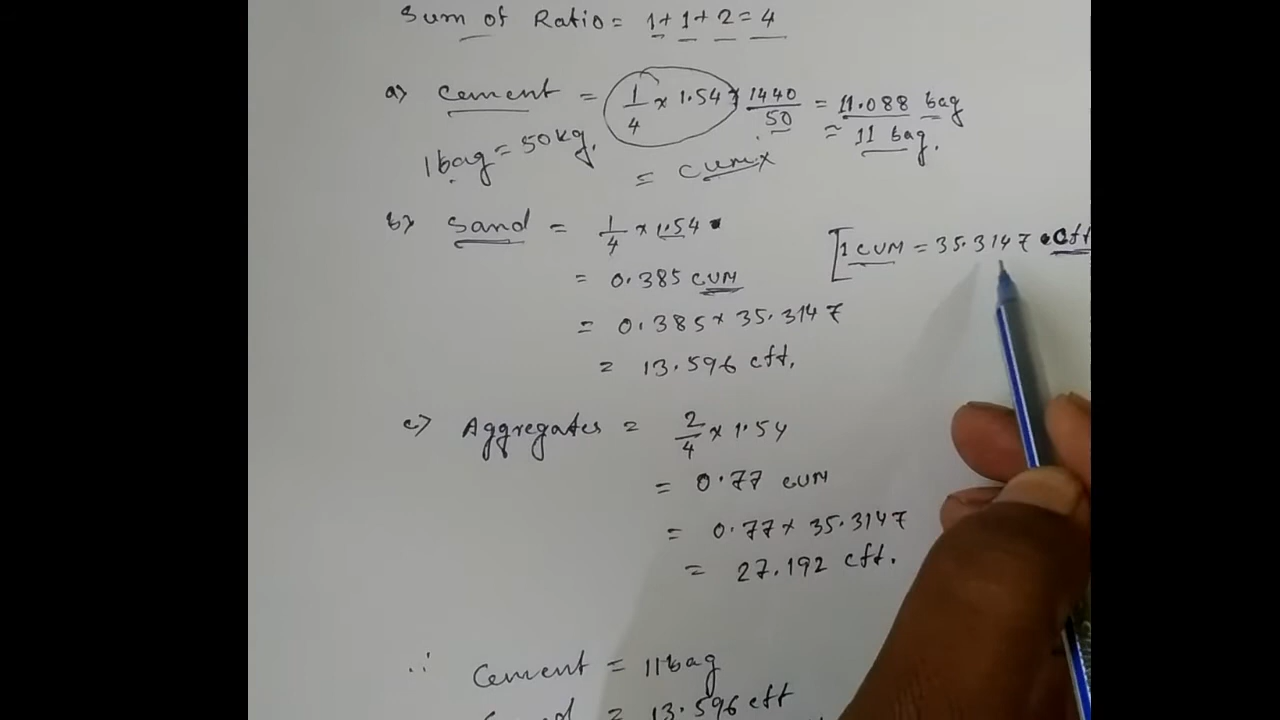 Sum of Ratio = 1+1+2=4
a) Cement = 1/4 × 1.54 × 1440/50 = 11.088 bag
≈ 11 bag.
1bag = 50kg.
= CUM x
b) Sand = 1/4 × 1.54
= 0.385 CUM
[1 CUM = 35.3147 cft
= 0.385 × 35.3147
= 13.596 cft.
c) Aggregates = 2/4 × 1.54
= 0.77 CUM
= 0.77 × 35.3147
= 27.192 cft.
∴ Cement = 11bag
Sand = 13.596 cft